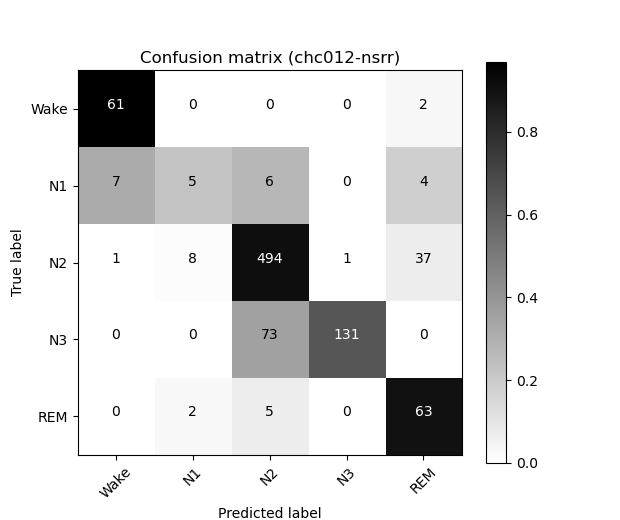 Confusion matrix (chc012-nsrr)
True label
Wake 61 0 0 0 2
N1 7 5 6 0 4
N2 1 8 494 1 37
N3 0 0 73 131 0
REM 0 2 5 0 63
Wake N1 N2 N3 REM
Predicted label
0.8
0.6
0.4
0.2
0.0